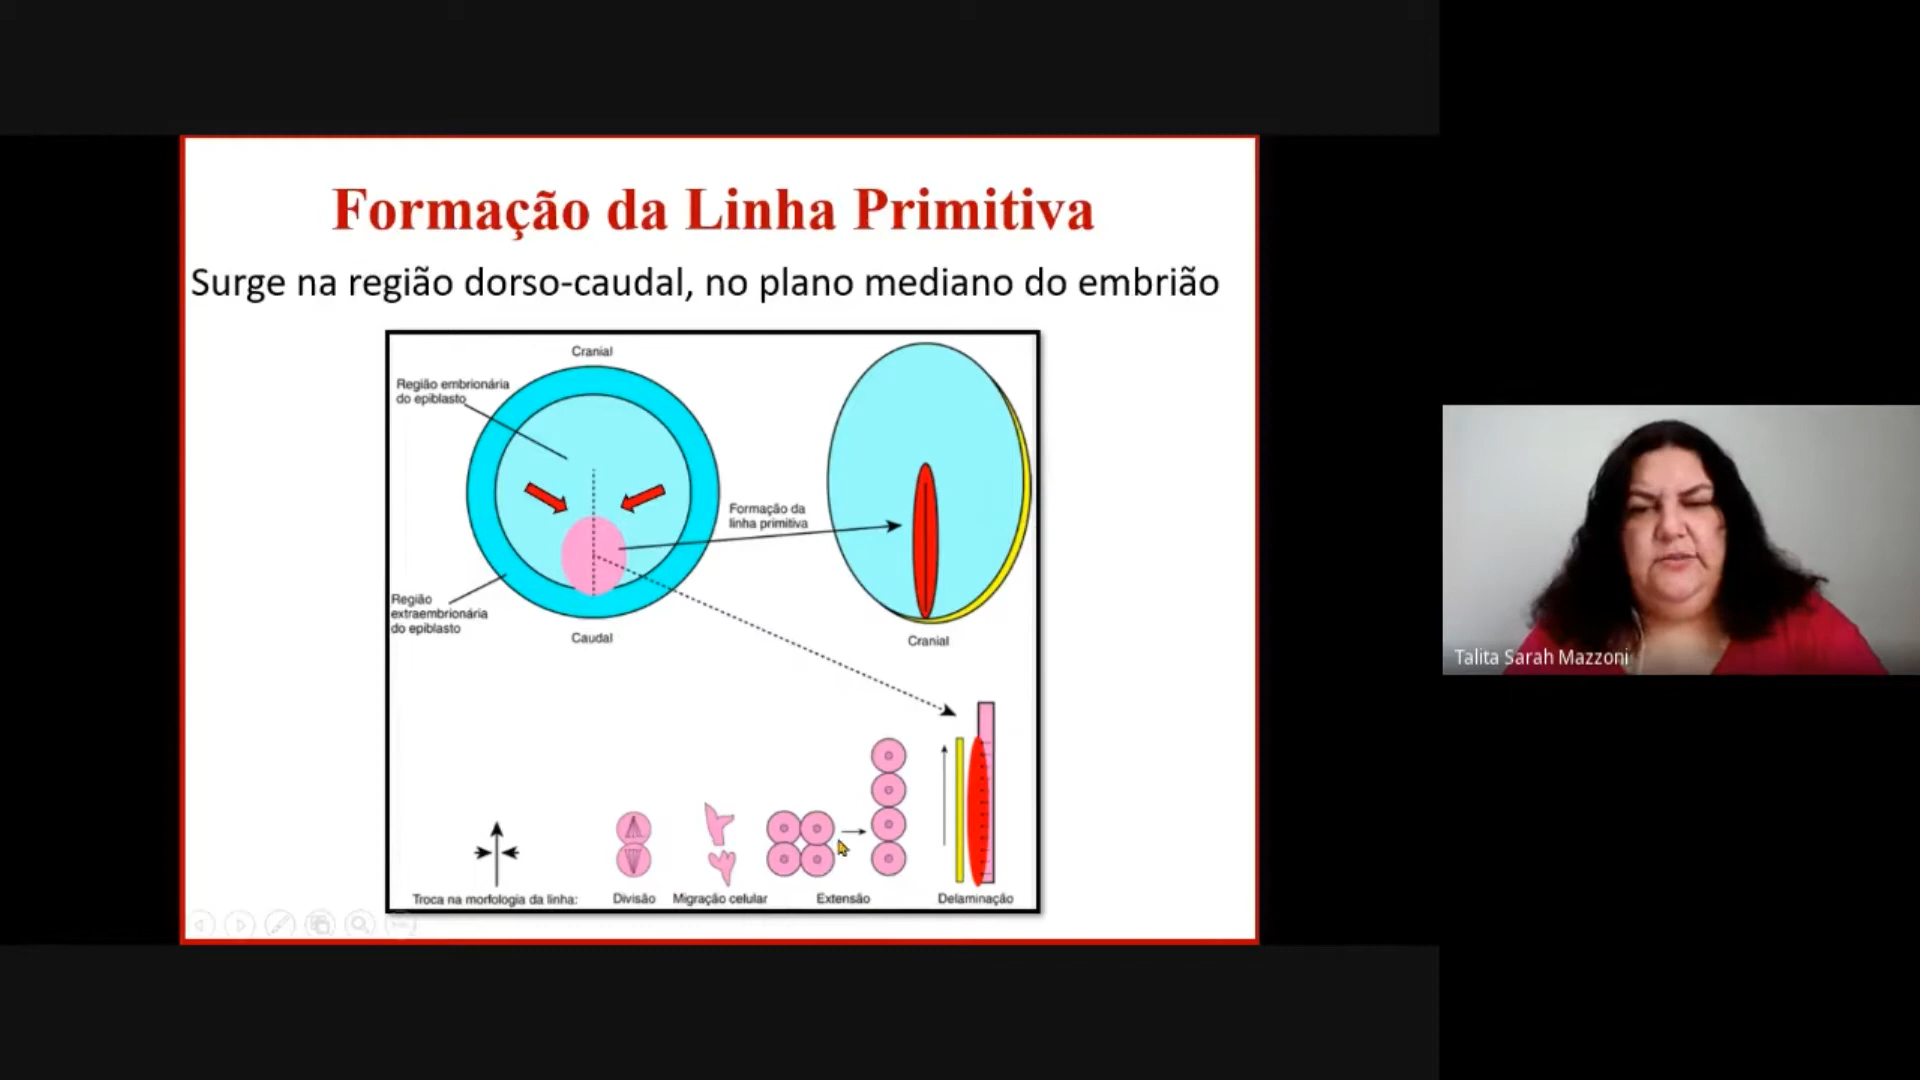 Formação da Linha Primitiva
Surge na região dorso-caudal, no plano mediano do embrião
Cranial
Região embrionária
do epiblasto
Formação da
linha primitiva
Região
extraembrionária
do epiblasto
Caudal
Cranial
Troca na morfologia da linha:
Divisão
Migração celular
Extensão
Delaminação
Talita Sarah Mazzoni